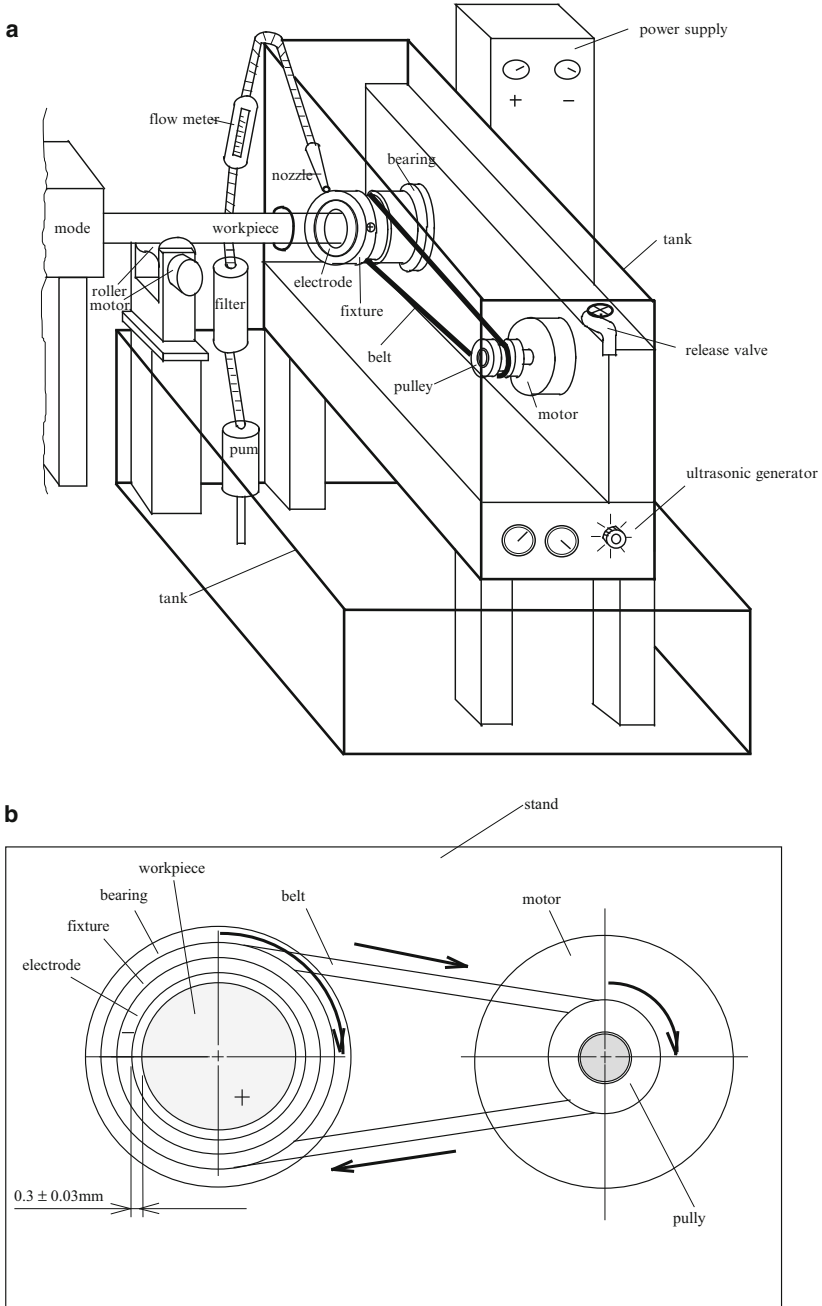 a
power supply
+ −
flow meter
nozzle
bearing
mode
workpiece
tank
electrode
roller
motor
filter
fixture
belt
release valve
pulley
motor
pum
ultrasonic generator
tank
b
stand
workpiece
bearing
belt
motor
fixture
electrode
−
+
0.3 ± 0.03mm
pully